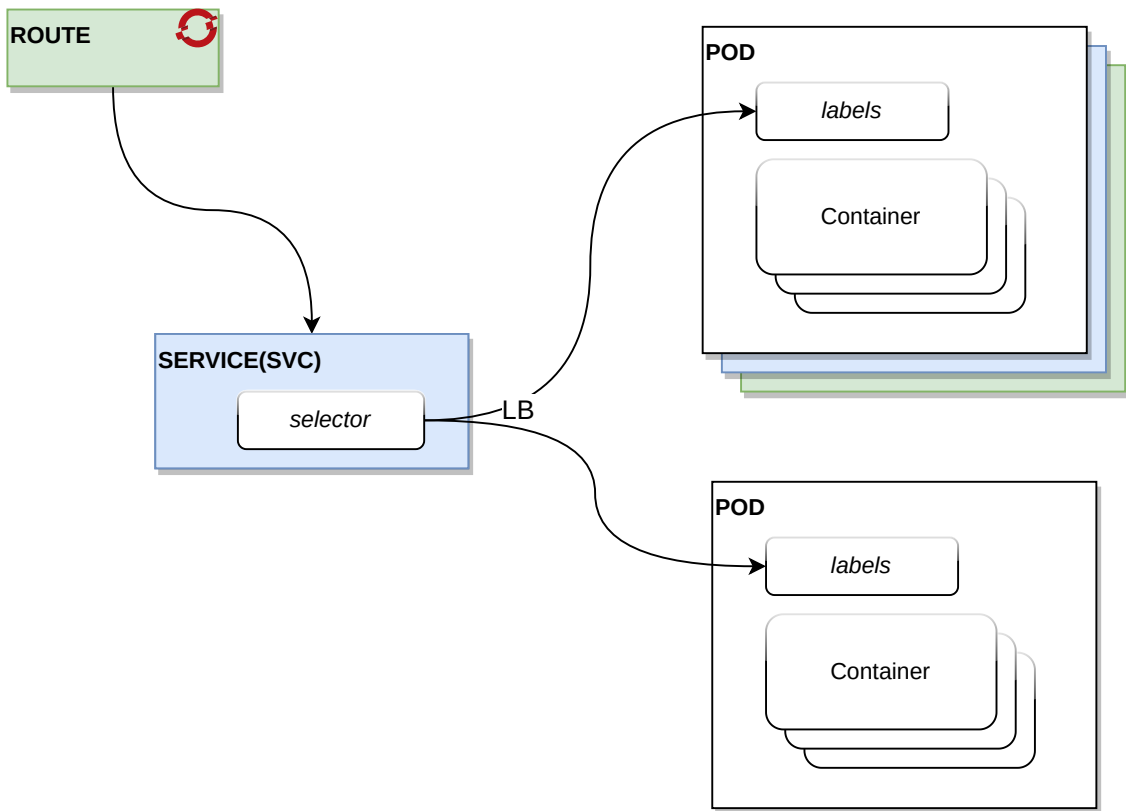 ROUTE
POD
labels
Container
SERVICE(SVC)
selector
LB
POD
labels
Container